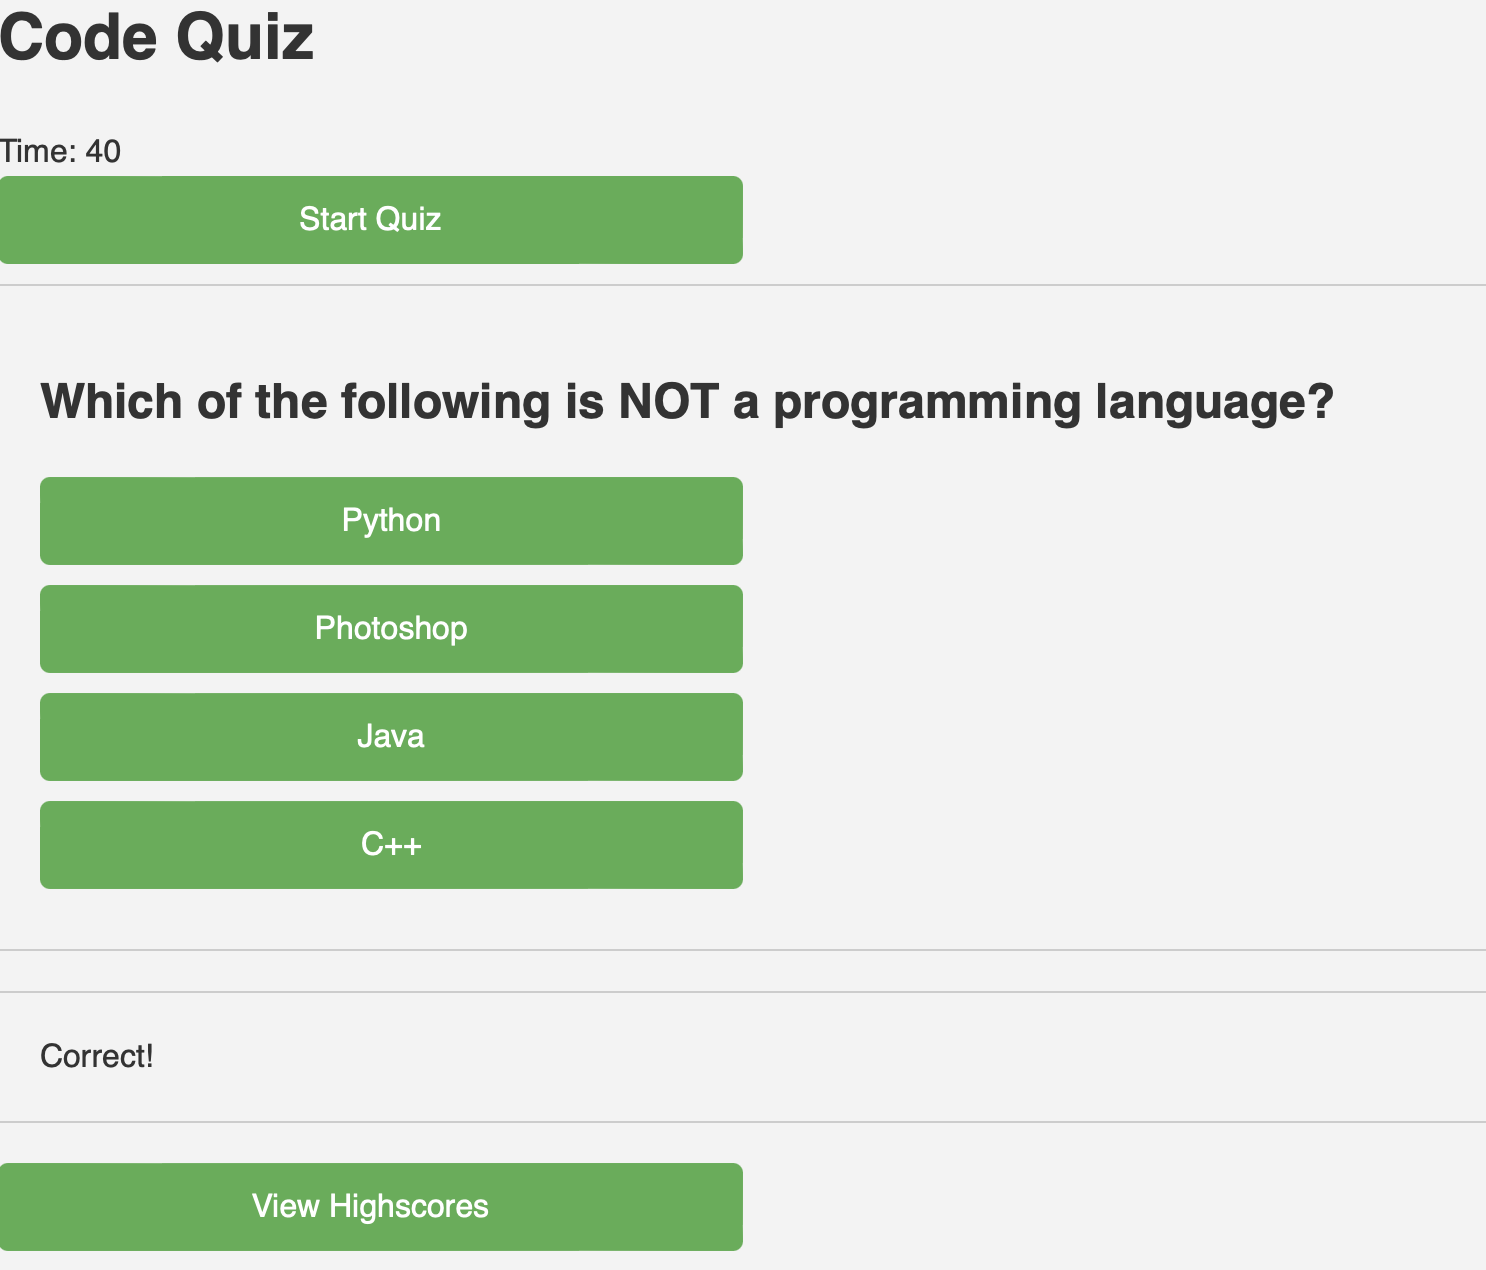 Code Quiz
Time: 40
Start Quiz
Which of the following is NOT a programming language?
Python
Photoshop
Java
C++
Correct!
View Highscores